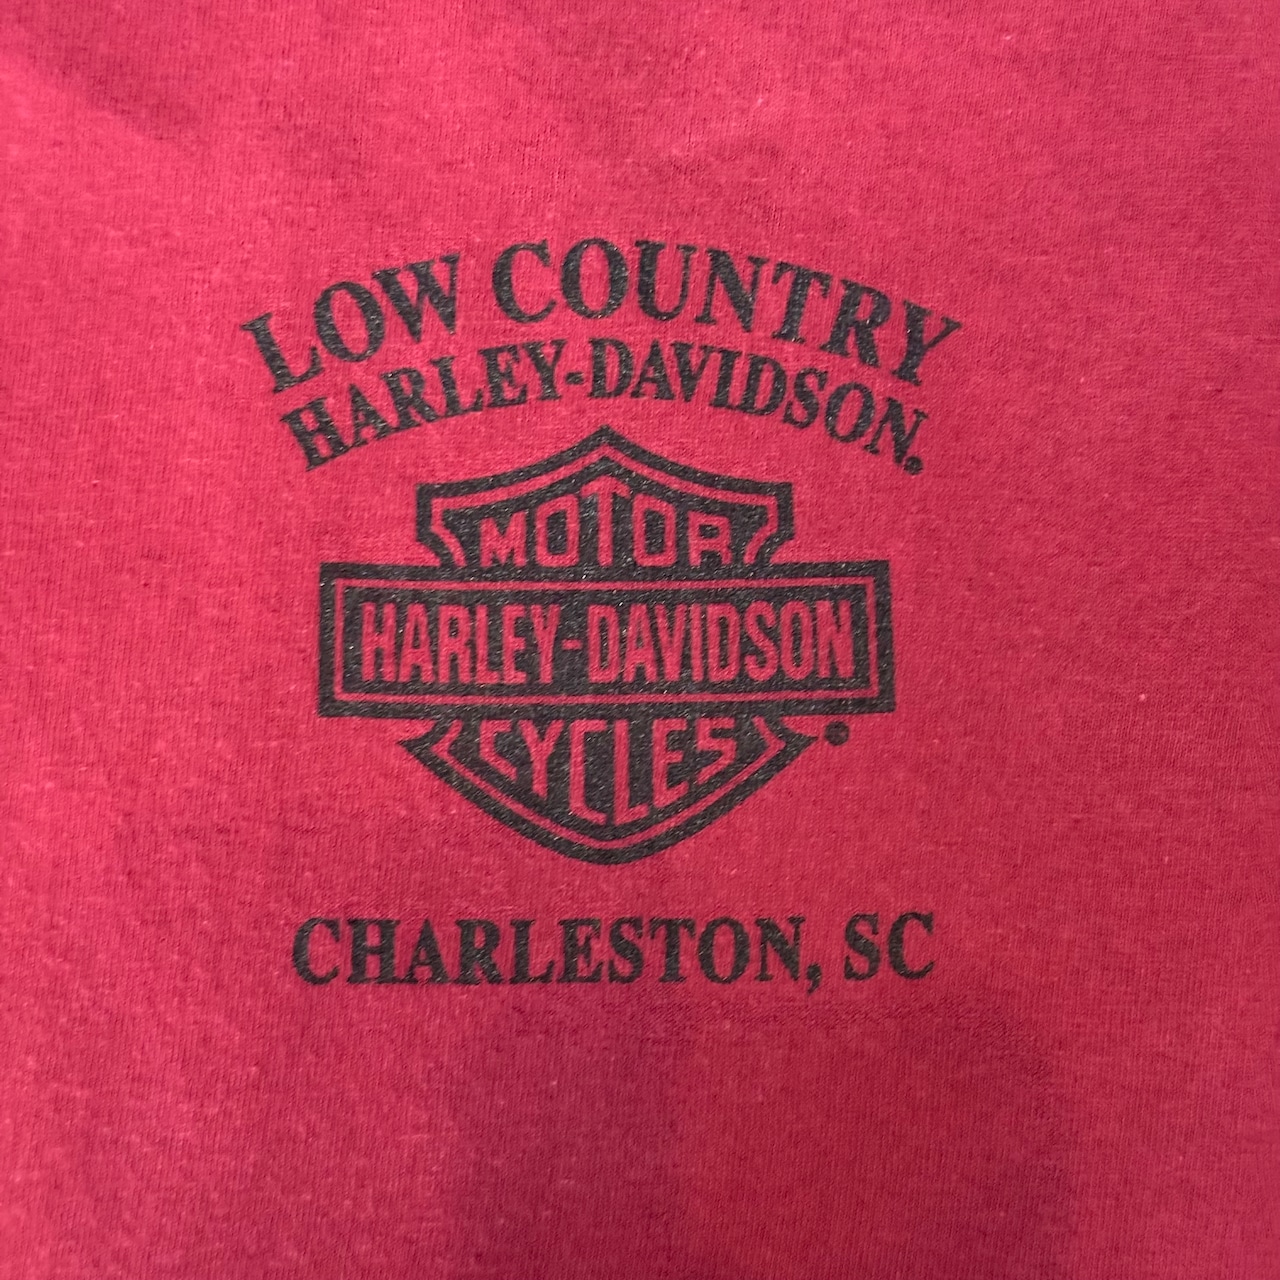 LOW COUNTRY
HARLEY-DAVIDSON®
MOTOR
HARLEY-DAVIDSON
CYCLES
CHARLESTON, SC